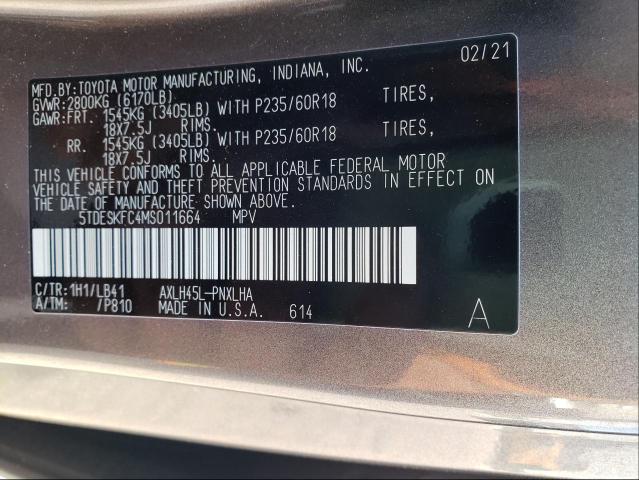 02/21
MFD.BY:TOYOTA MOTOR MANUFACTURING, INDIANA, INC.
GVWR:2800KG (6170LB)
GAWR:FRT. 1545KG (3405LB) WITH P235/60R18 TIRES,
18X7.5J RIMS.
RR. 1545KG (3405LB) WITH P235/60R18 TIRES,
18X7.5J RIMS.
THIS VEHICLE CONFORMS TO ALL APPLICABLE FEDERAL MOTOR
VEHICLE SAFETY AND THEFT PREVENTION STANDARDS IN EFFECT ON
THE DATE OF MANUFACTURE SHOWN ABOVE.
5TDESKFC4MS011664 MPV
C/TR:1H1/LB41 AXLH45L-PNXLHA
A/TM: /P810 MADE IN U.S.A. 614 A